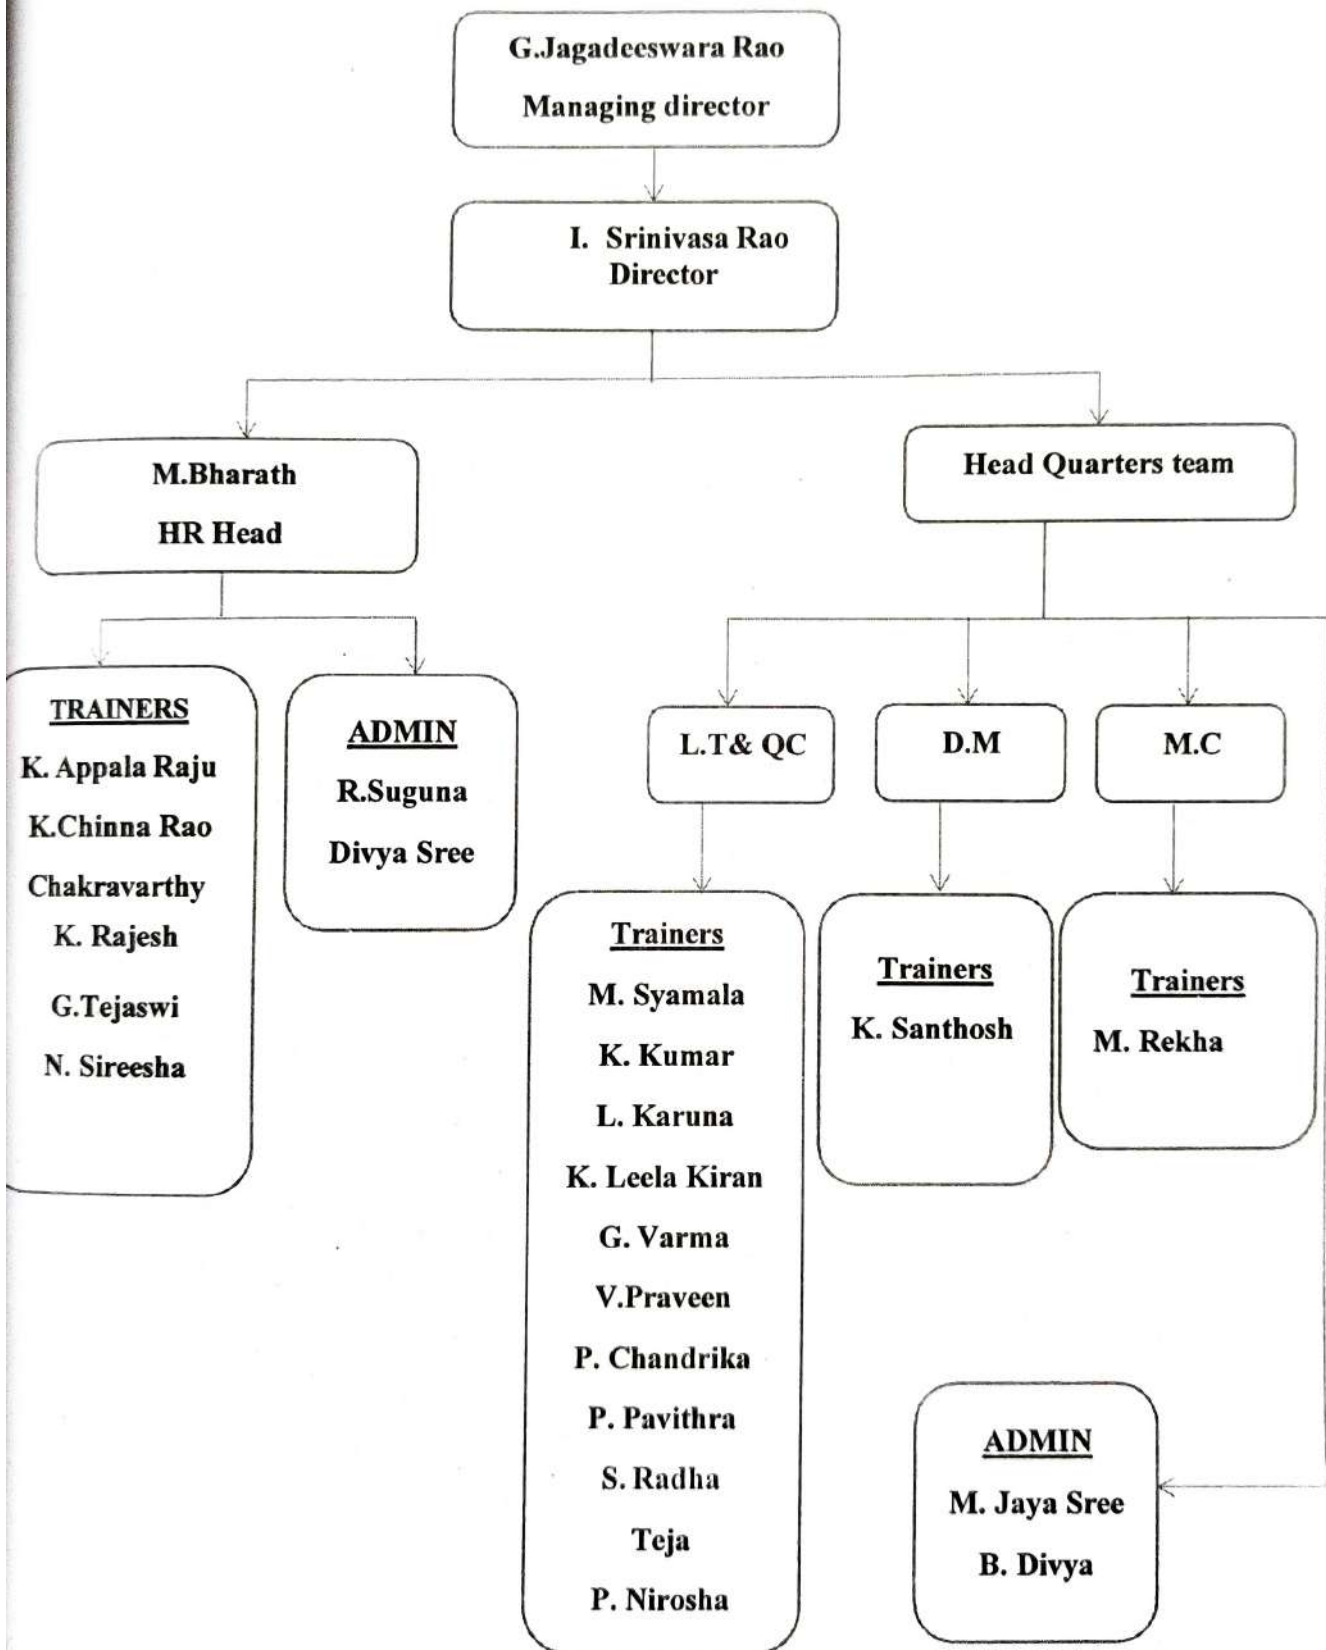 G.Jagadeeswara Rao
Managing director
I. Srinivasa Rao
Director
M.Bharath
HR Head
Head Quarters team
TRAINERS
K. Appala Raju
K.Chinna Rao
Chakravarthy
K. Rajesh
G.Tejaswi
N. Sireesha
ADMIN
R.Suguna
Divya Sree
L.T& QC
D.M
M.C
Trainers
M. Syamala
K. Kumar
L. Karuna
K. Leela Kiran
G. Varma
V.Praveen
P. Chandrika
P. Pavithra
S. Radha
Teja
P. Nirosha
Trainers
K. Santhosh
Trainers
M. Rekha
ADMIN
M. Jaya Sree
B. Divya